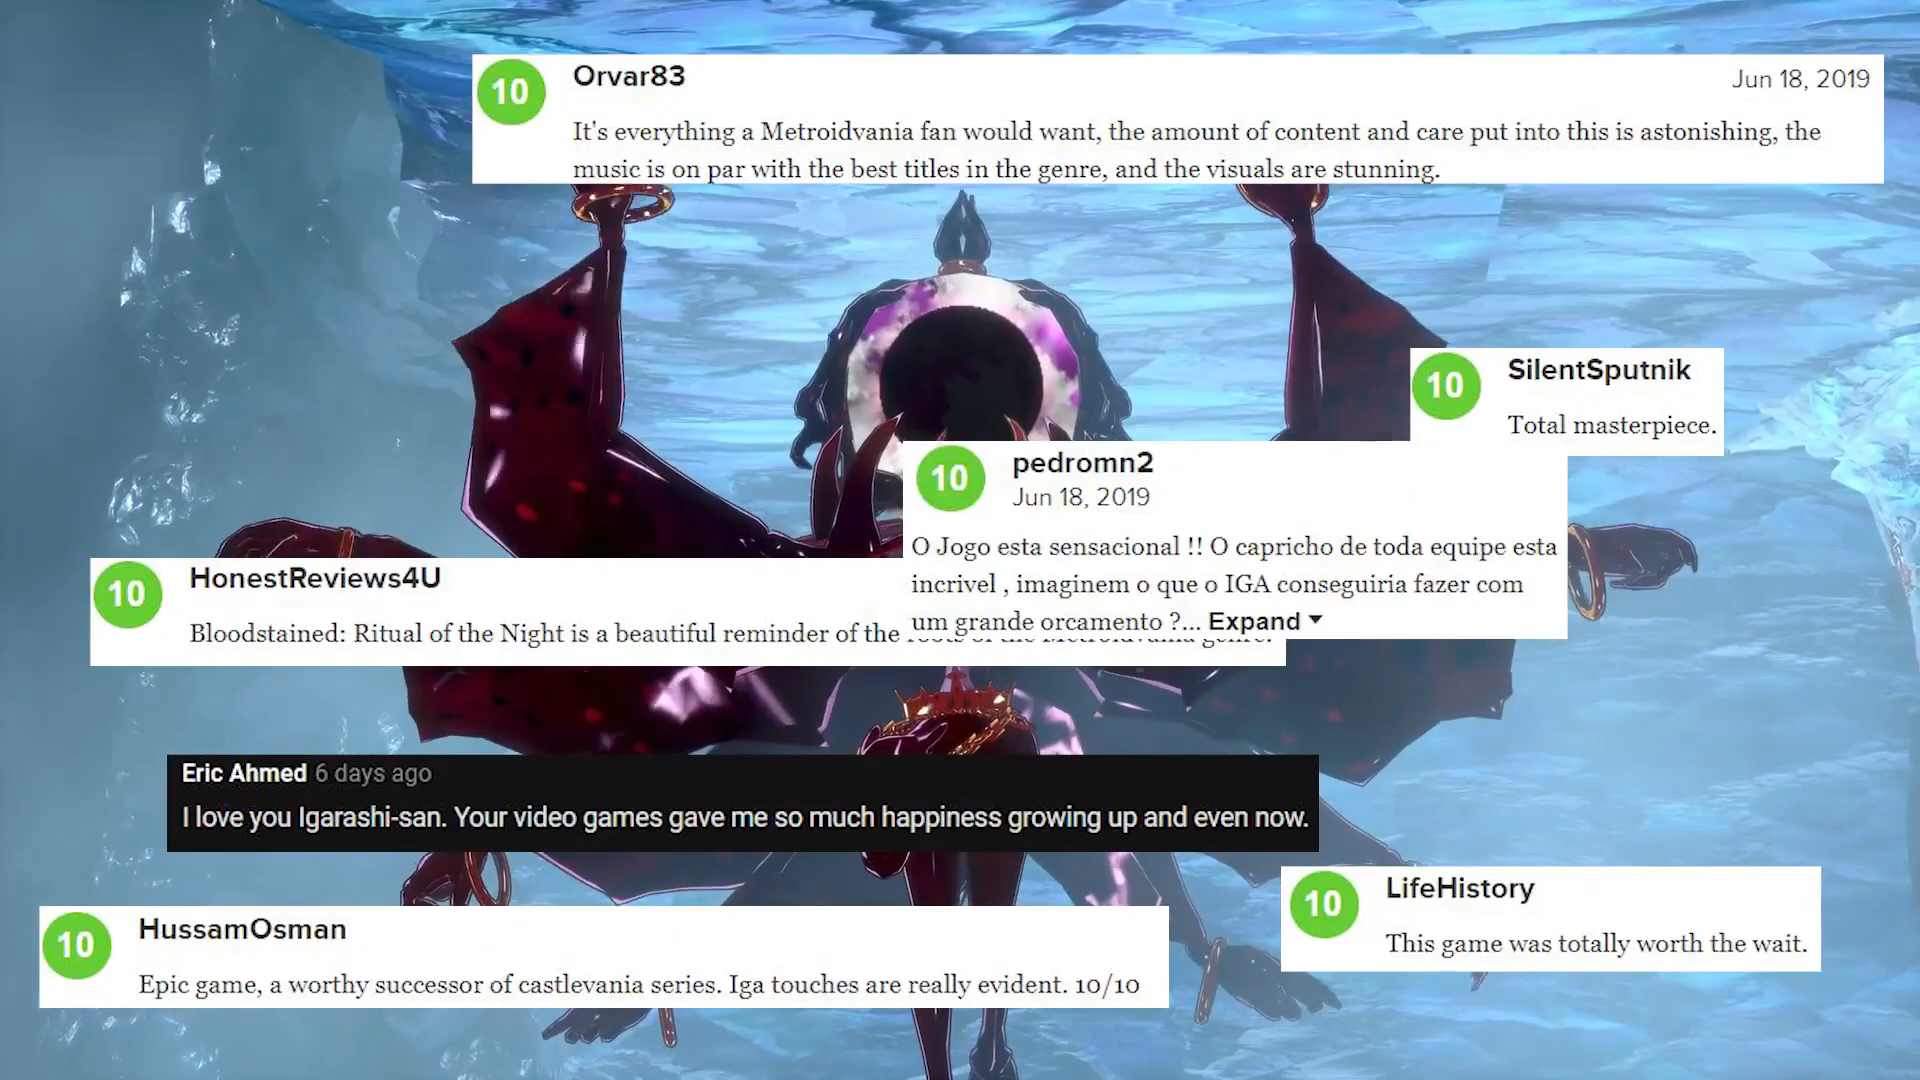 10
Orvar83
Jun 18, 2019
It's everything a Metroidvania fan would want, the amount of content and care put into this is astonishing, the
music is on par with the best titles in the genre, and the visuals are stunning.
10
SilentSputnik
Total masterpiece.
10
pedromn2
Jun 18, 2019
O Jogo esta sensacional !! O capricho de toda equipe esta
incrivel , imaginem o que o IGA conseguiria fazer com
um grande orcamento ?... Expand
10
HonestReviews4U
Bloodstained: Ritual of the Night is a beautiful reminder of the roots of the Metroidvania genre.
Eric Ahmed 6 days ago
I love you Igarashi-san. Your video games gave me so much happiness growing up and even now.
10
HussamOsman
Epic game, a worthy successor of castlevania series. Iga touches are really evident. 10/10
10
LifeHistory
This game was totally worth the wait.